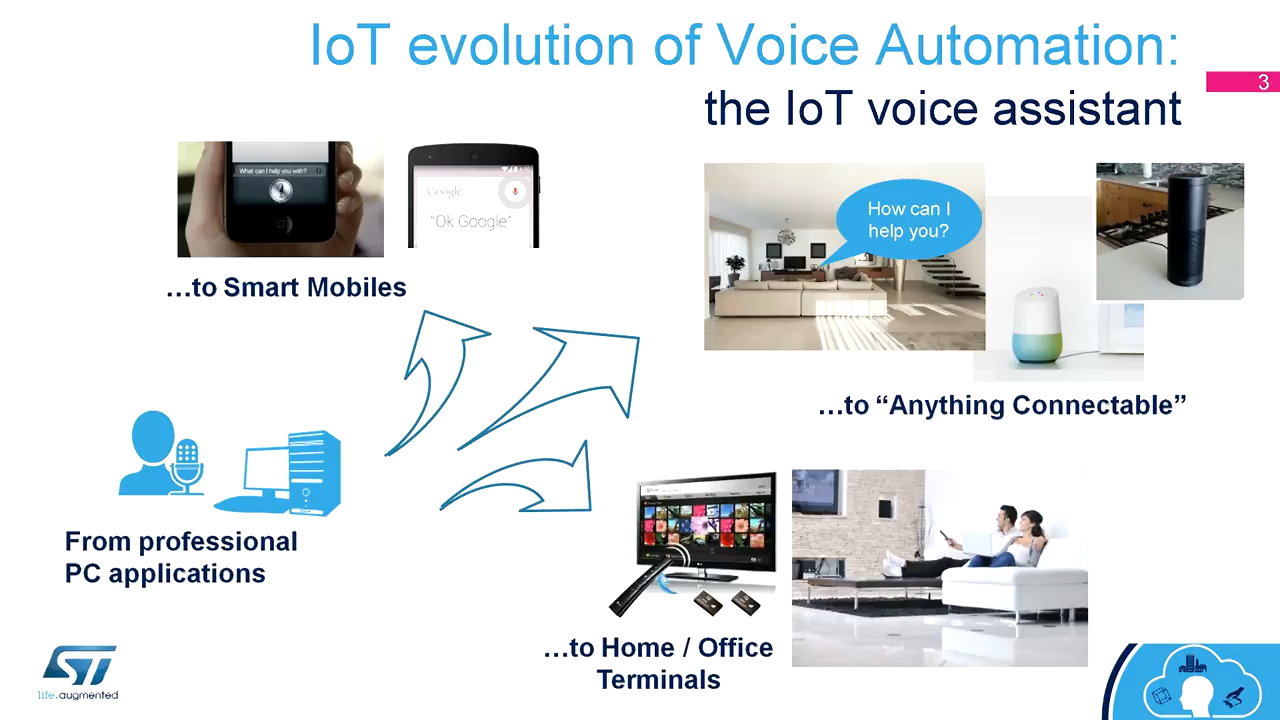 IoT evolution of Voice Automation:
the IoT voice assistant
3
What can I help you with?
Google
"Ok Google"
…to Smart Mobiles
How can I
help you?
…to “Anything Connectable”
From professional
PC applications
…to Home / Office
Terminals
ST
life.augmented